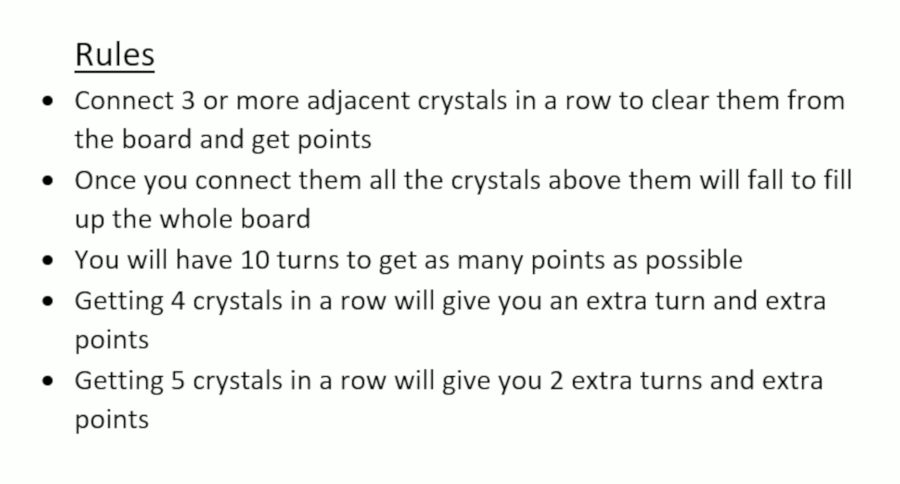 Rules
• Connect 3 or more adjacent crystals in a row to clear them from
the board and get points
• Once you connect them all the crystals above them will fall to fill
up the whole board
• You will have 10 turns to get as many points as possible
• Getting 4 crystals in a row will give you an extra turn and extra
points
• Getting 5 crystals in a row will give you 2 extra turns and extra
points